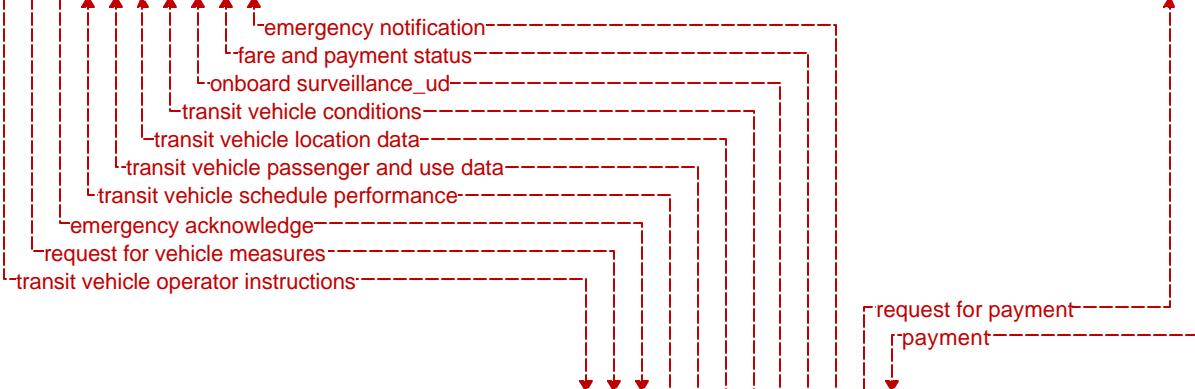 emergency notification
fare and payment status
onboard surveillance_ud
transit vehicle conditions
transit vehicle location data
transit vehicle passenger and use data
transit vehicle schedule performance
emergency acknowledge
request for vehicle measures
transit vehicle operator instructions
request for payment
payment